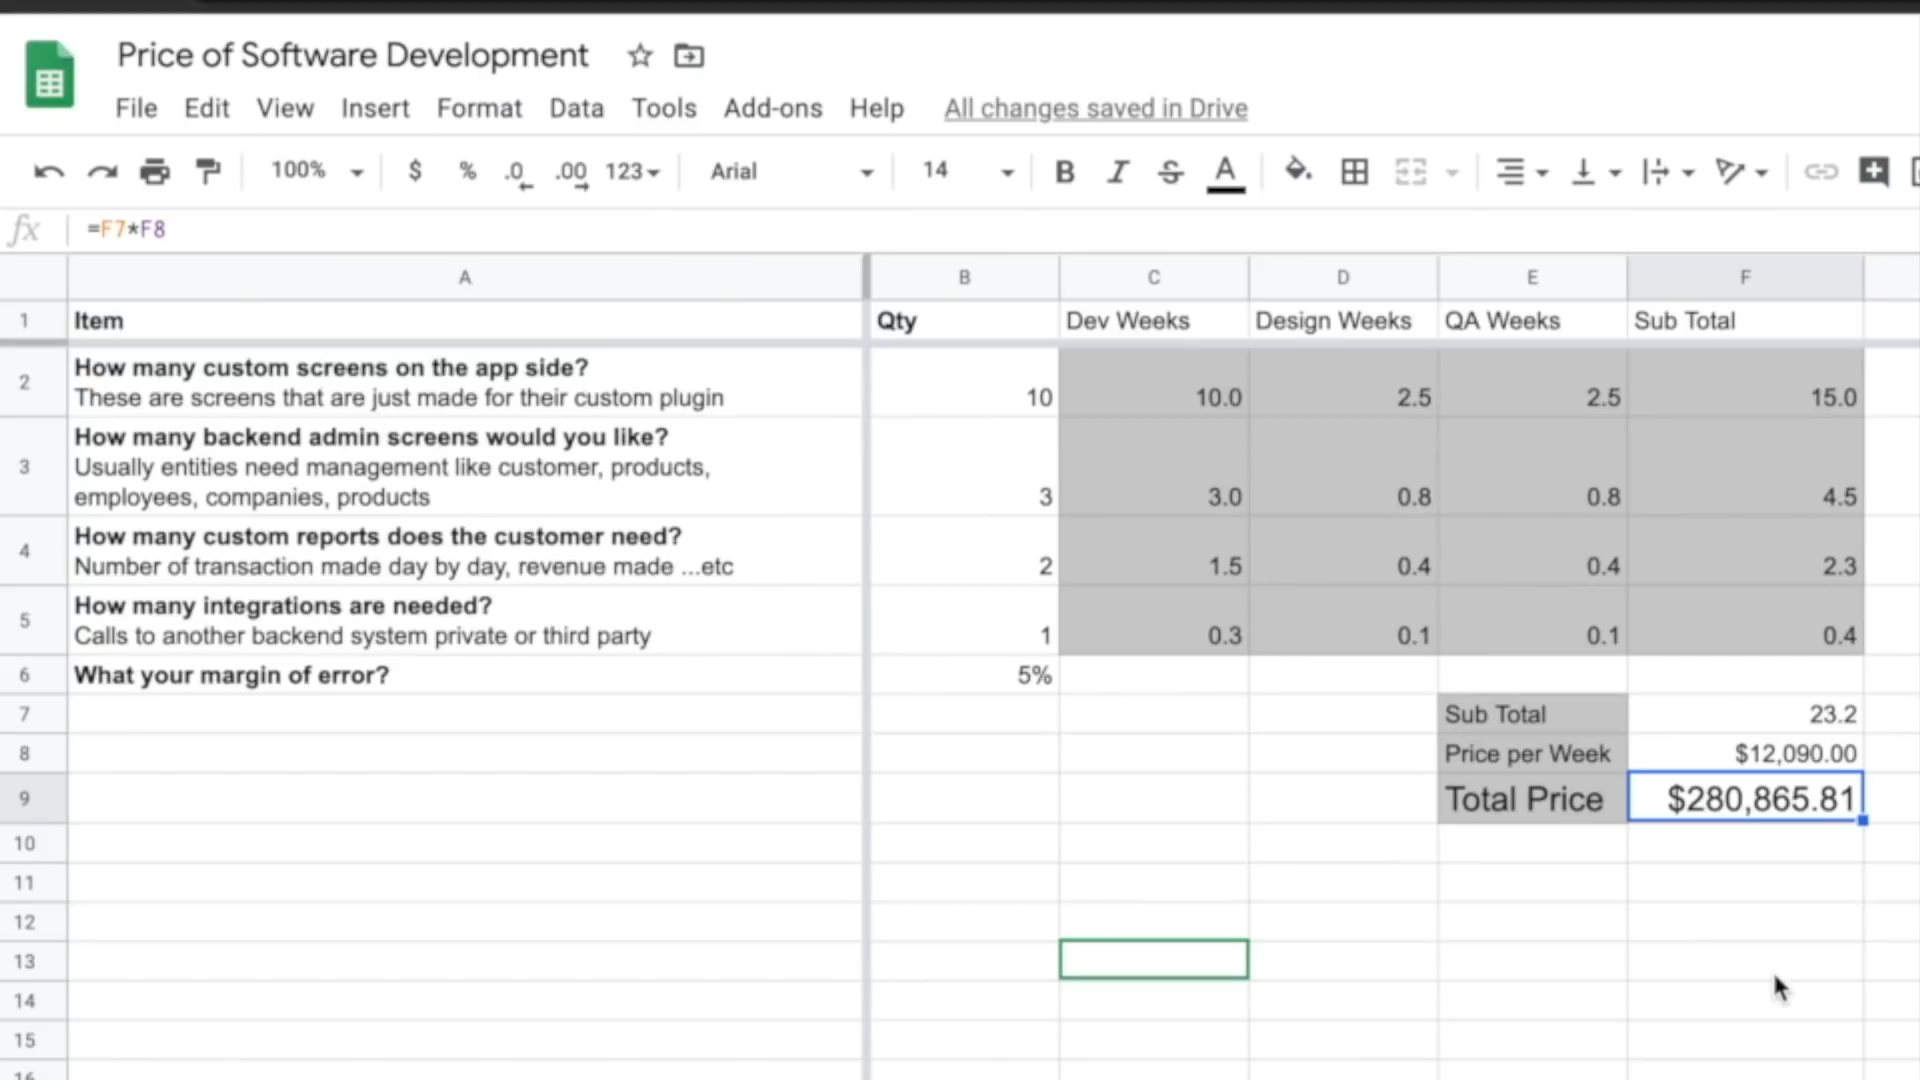 Price of Software Development
File Edit View Insert Format Data Tools Add-ons Help All changes saved in Drive
100% $ % .0 .00 123 Arial 14 B I S A
fx =F7*F8
A B C D E F
1 Item Qty Dev Weeks Design Weeks QA Weeks Sub Total
How many custom screens on the app side?
2 These are screens that are just made for their custom plugin 10 10.0 2.5 2.5 15.0
How many backend admin screens would you like?
3 Usually entities need management like customer, products,
employees, companies, products 3 3.0 0.8 0.8 4.5
How many custom reports does the customer need?
4 Number of transaction made day by day, revenue made ...etc 2 1.5 0.4 0.4 2.3
How many integrations are needed?
5 Calls to another backend system private or third party 1 0.3 0.1 0.1 0.4
6 What your margin of error? 5%
7 Sub Total 23.2
8 Price per Week $12,090.00
9 Total Price $280,865.81
10
11
12
13
14
15
16